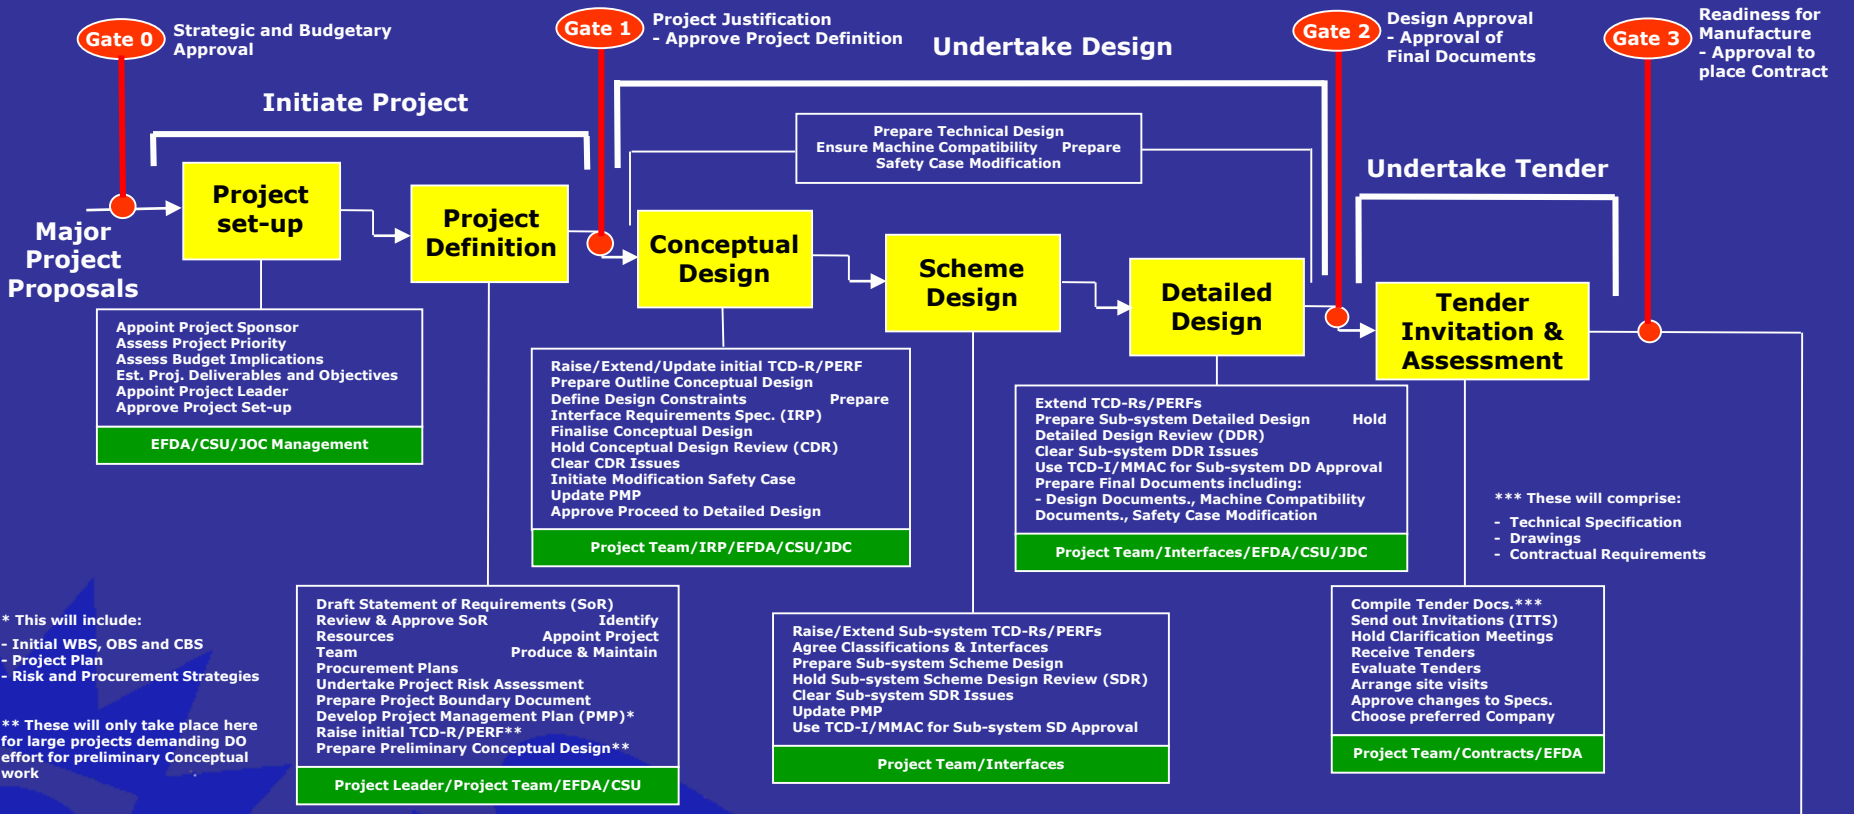 Gate 0
Strategic and Budgetary
Approval
Gate 1
Project Justification
- Approve Project Definition
Undertake Design
Gate 2
Design Approval
- Approval of
Final Documents
Gate 3
Readiness for
Manufacture
- Approval to
place Contract
Initiate Project
Prepare Technical Design
Ensure Machine Compatibility Prepare
Safety Case Modification
Undertake Tender
Major
Project
Proposals
Project
set-up
Project
Definition
Conceptual
Design
Scheme
Design
Detailed
Design
Tender
Invitation &
Assessment
Appoint Project Sponsor
Assess Project Priority
Assess Budget Implications
Est. Proj. Deliverables and Objectives
Appoint Project Leader
Approve Project Set-up
EFDA/CSU/JOC Management
Raise/Extend/Update initial TCD-R/PERF
Prepare Outline Conceptual Design
Define Design Constraints Prepare
Interface Requirements Spec. (IRP)
Finalise Conceptual Design
Hold Conceptual Design Review (CDR)
Clear CDR Issues
Initiate Modification Safety Case
Update PMP
Approve Proceed to Detailed Design
Project Team/IRP/EFDA/CSU/JDC
Extend TCD-Rs/PERFs
Prepare Sub-system Detailed Design Hold
Detailed Design Review (DDR)
Clear Sub-system DDR Issues
Use TCD-I/MMAC for Sub-system DD Approval
Prepare Final Documents including:
- Design Documents., Machine Compatibility
Documents., Safety Case Modification
Project Team/Interfaces/EFDA/CSU/JDC
*** These will comprise:
- Technical Specification
- Drawings
- Contractual Requirements
* This will include:
- Initial WBS, OBS and CBS
- Project Plan
- Risk and Procurement Strategies
** These will only take place here
for large projects demanding DO
effort for preliminary Conceptual
work
Draft Statement of Requirements (SoR)
Review & Approve SoR Identify
Resources Appoint Project
Team Produce & Maintain
Procurement Plans
Undertake Project Risk Assessment
Prepare Project Boundary Document
Develop Project Management Plan (PMP)*
Raise initial TCD-R/PERF**
Prepare Preliminary Conceptual Design**
Project Leader/Project Team/EFDA/CSU
Raise/Extend Sub-system TCD-Rs/PERFs
Agree Classifications & Interfaces
Prepare Sub-system Scheme Design
Hold Sub-system Scheme Design Review (SDR)
Clear Sub-system SDR Issues
Update PMP
Use TCD-I/MMAC for Sub-system SD Approval
Project Team/Interfaces
Compile Tender Docs.***
Send out Invitations (ITTS)
Hold Clarification Meetings
Receive Tenders
Evaluate Tenders
Arrange site visits
Approve changes to Specs.
Choose preferred Company
Project Team/Contracts/EFDA